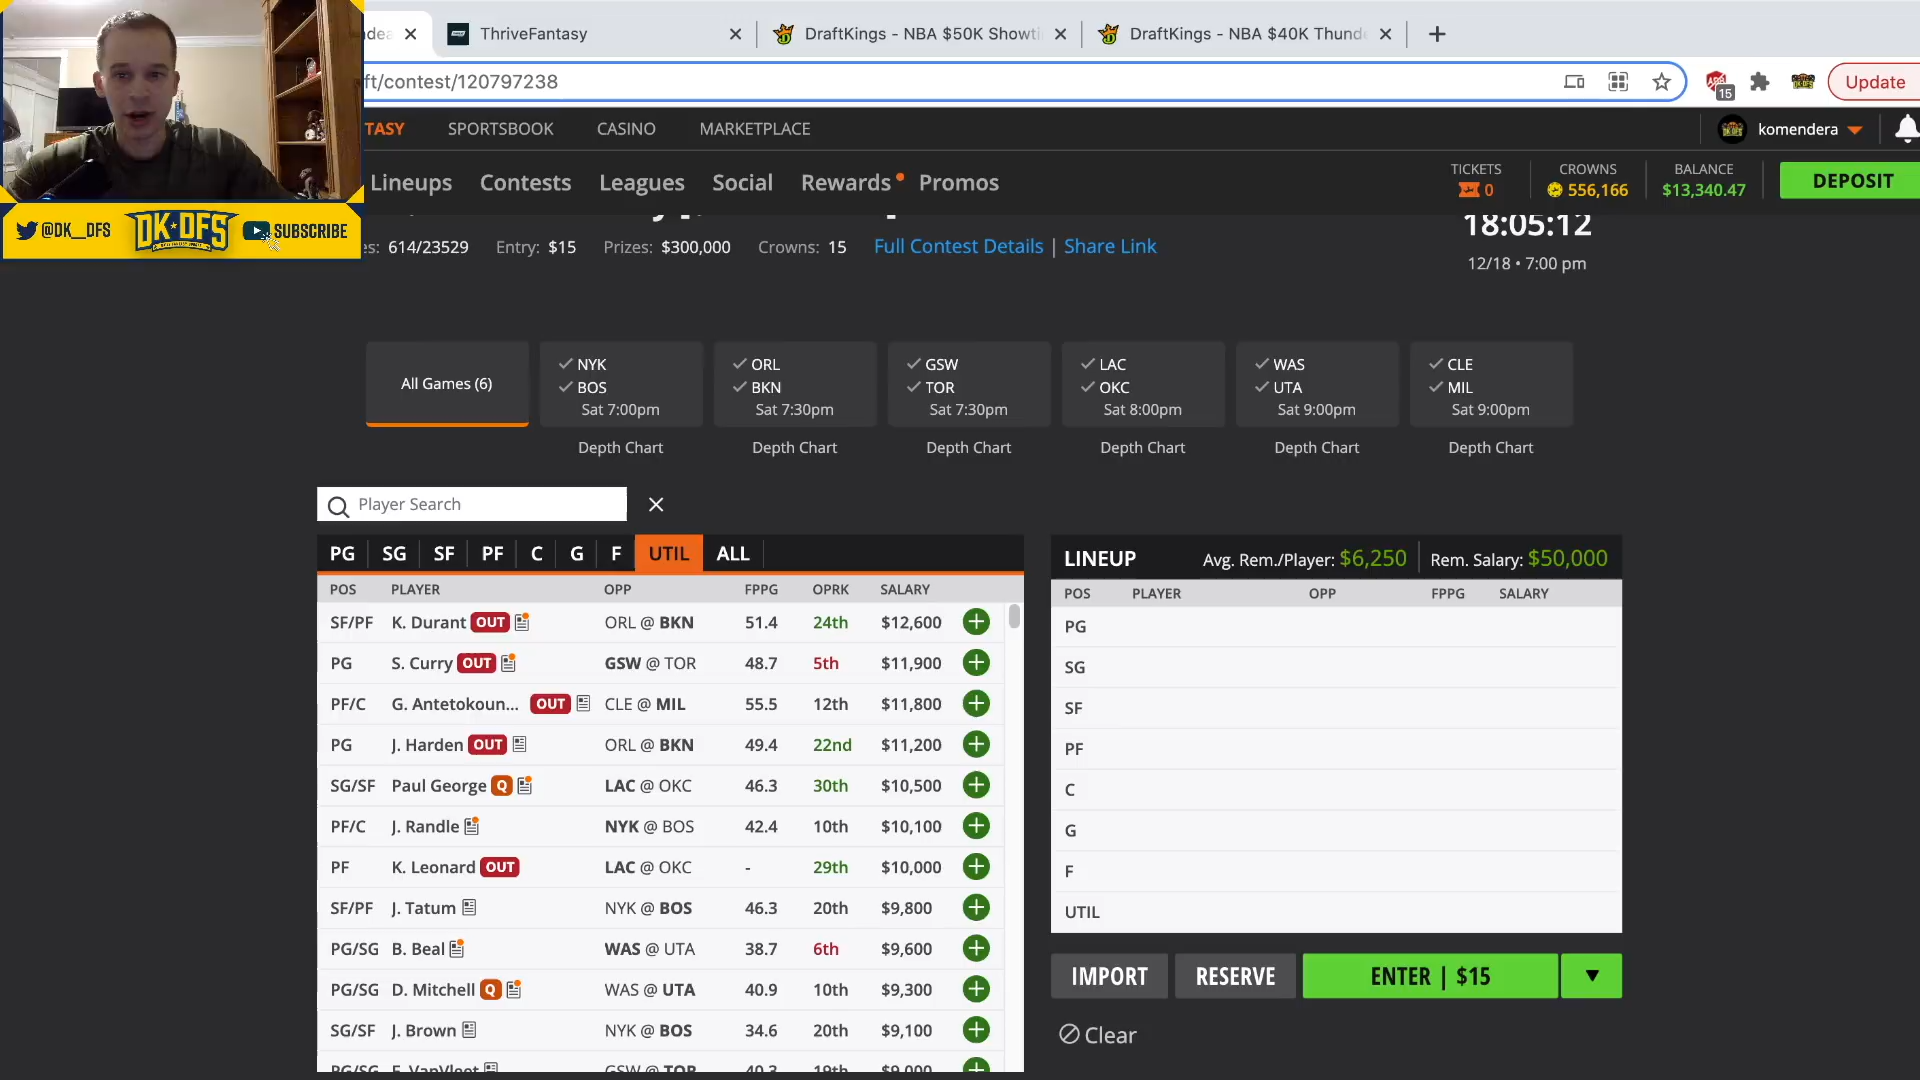 ThriveFantasy
DraftKings - NBA $50K Showti
DraftKings - NBA $40K Thund
ft/contest/120797238
15
Update
TASY SPORTSBOOK CASINO MARKETPLACE
komendera
Lineups Contests Leagues Social Rewards Promos
TICKETS 0
CROWNS 556,166
BALANCE $13,340.47
DEPOSIT
@DK__DFS DK★DFS SUBSCRIBE
es: 614/23529 Entry: $15 Prizes: $300,000 Crowns: 15 Full Contest Details | Share Link
18:05:12
12/18 • 7:00 pm
All Games (6)
NYK
BOS
Sat 7:00pm
Depth Chart
ORL
BKN
Sat 7:30pm
Depth Chart
GSW
TOR
Sat 7:30pm
Depth Chart
LAC
OKC
Sat 8:00pm
Depth Chart
WAS
UTA
Sat 9:00pm
Depth Chart
CLE
MIL
Sat 9:00pm
Depth Chart
Player Search
PG SG SF PF C G F UTIL ALL
POS PLAYER OPP FPPG OPRK SALARY
SF/PF K. Durant OUT ORL @ BKN 51.4 24th $12,600
PG S. Curry OUT GSW @ TOR 48.7 5th $11,900
PF/C G. Antetokoun... OUT CLE @ MIL 55.5 12th $11,800
PG J. Harden OUT ORL @ BKN 49.4 22nd $11,200
SG/SF Paul George Q LAC @ OKC 46.3 30th $10,500
PF/C J. Randle NYK @ BOS 42.4 10th $10,100
PF K. Leonard OUT LAC @ OKC - 29th $10,000
SF/PF J. Tatum NYK @ BOS 46.3 20th $9,800
PG/SG B. Beal WAS @ UTA 38.7 6th $9,600
PG/SG D. Mitchell Q WAS @ UTA 40.9 10th $9,300
SG/SF J. Brown NYK @ BOS 34.6 20th $9,100
PG/SG F. VanVleet GSW @ TOR 40.3 19th $9,000
LINEUP Avg. Rem./Player: $6,250 Rem. Salary: $50,000
POS PLAYER OPP FPPG SALARY
PG
SG
SF
PF
C
G
F
UTIL
IMPORT RESERVE ENTER | $15
Clear